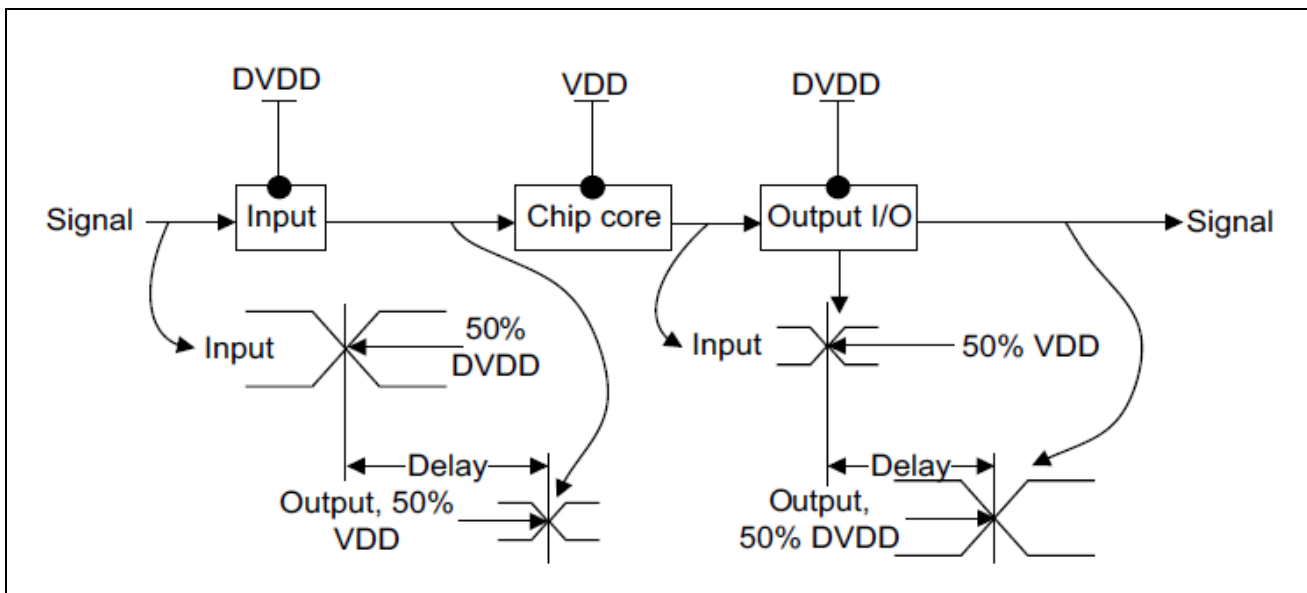 DVDD
VDD
DVDD
Signal
Input
Chip core
Output I/O
Signal
Input
50%
DVDD
Input
50% VDD
Delay
Output, 50%
VDD
Delay
Output,
50% DVDD